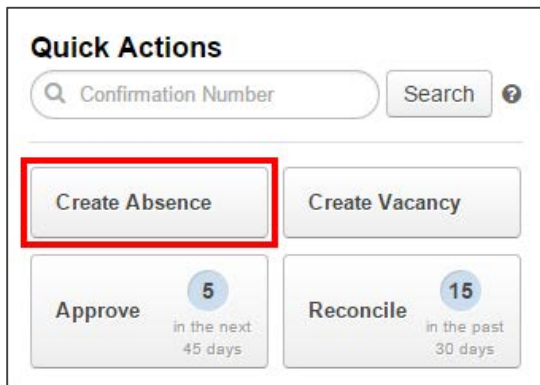 Quick Actions
Confirmation Number
Search
Create Absence
Create Vacancy
Approve
5
in the next
45 days
Reconcile
15
in the past
30 days